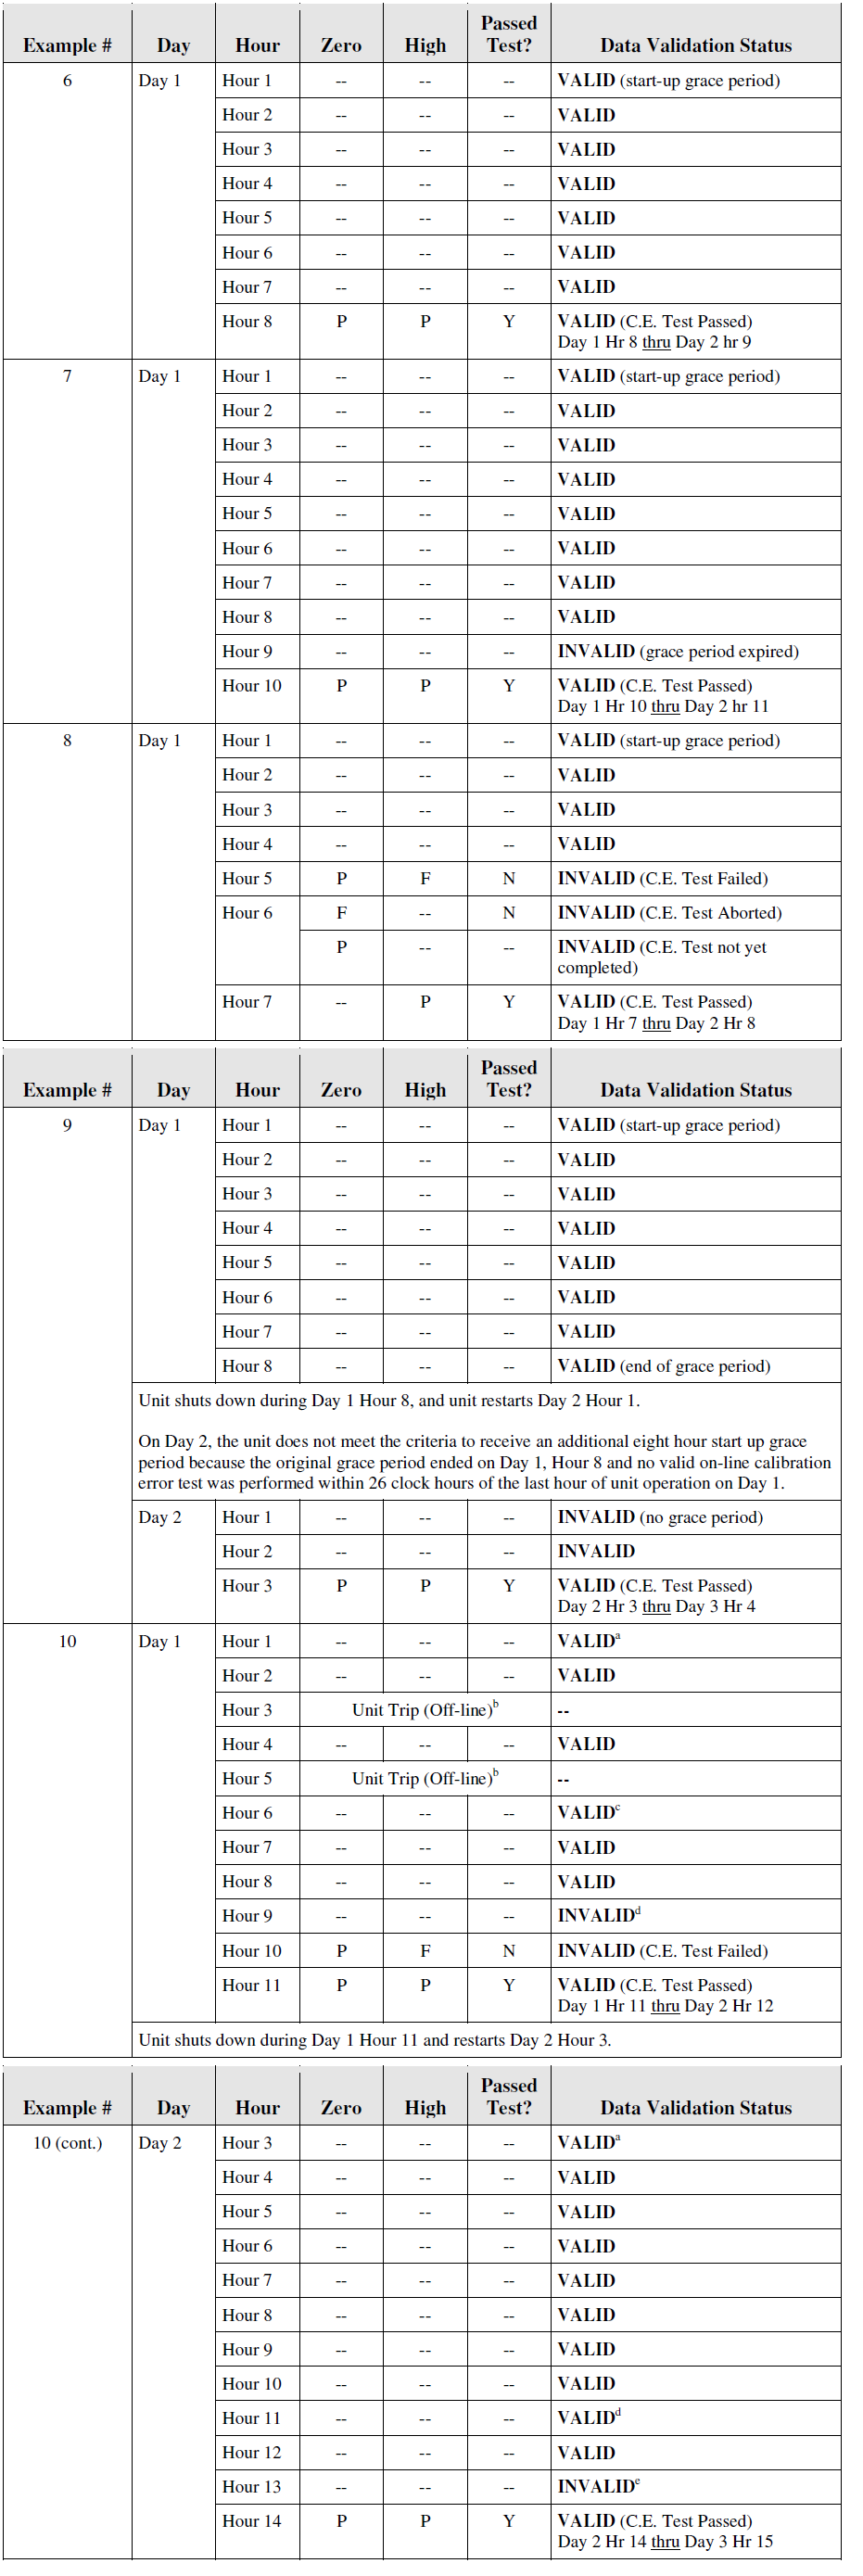 Example # Day Hour Zero High Passed Test? Data Validation Status
6 Day 1 Hour 1 -- -- -- VALID (start-up grace period)
Hour 2 -- -- -- VALID
Hour 3 -- -- -- VALID
Hour 4 -- -- -- VALID
Hour 5 -- -- -- VALID
Hour 6 -- -- -- VALID
Hour 7 -- -- -- VALID
Hour 8 P P Y VALID (C.E. Test Passed)
Day 1 Hr 8 thru Day 2 hr 9
7 Day 1 Hour 1 -- -- -- VALID (start-up grace period)
Hour 2 -- -- -- VALID
Hour 3 -- -- -- VALID
Hour 4 -- -- -- VALID
Hour 5 -- -- -- VALID
Hour 6 -- -- -- VALID
Hour 7 -- -- -- VALID
Hour 8 -- -- -- VALID
Hour 9 -- -- -- INVALID (grace period expired)
Hour 10 P P Y VALID (C.E. Test Passed)
Day 1 Hr 10 thru Day 2 hr 11
8 Day 1 Hour 1 -- -- -- VALID (start-up grace period)
Hour 2 -- -- -- VALID
Hour 3 -- -- -- VALID
Hour 4 -- -- -- VALID
Hour 5 P F N INVALID (C.E. Test Failed)
Hour 6 F -- N INVALID (C.E. Test Aborted)
P -- -- INVALID (C.E. Test not yet
completed)
Hour 7 -- P Y VALID (C.E. Test Passed)
Day 1 Hr 7 thru Day 2 Hr 8
Example # Day Hour Zero High Passed Test? Data Validation Status
9 Day 1 Hour 1 -- -- -- VALID (start-up grace period)
Hour 2 -- -- -- VALID
Hour 3 -- -- -- VALID
Hour 4 -- -- -- VALID
Hour 5 -- -- -- VALID
Hour 6 -- -- -- VALID
Hour 7 -- -- -- VALID
Hour 8 -- -- -- VALID (end of grace period)
Unit shuts down during Day 1 Hour 8, and unit restarts Day 2 Hour 1.
On Day 2, the unit does not meet the criteria to receive an additional eight hour start up grace
period because the original grace period ended on Day 1, Hour 8 and no valid on-line calibration
error test was performed within 26 clock hours of the last hour of unit operation on Day 1.
Day 2 Hour 1 -- -- -- INVALID (no grace period)
Hour 2 -- -- -- INVALID
Hour 3 P P Y VALID (C.E. Test Passed)
Day 2 Hr 3 thru Day 3 Hr 4
10 Day 1 Hour 1 -- -- -- VALIDa
Hour 2 -- -- -- VALID
Hour 3 Unit Trip (Off-line)b --
Hour 4 -- -- -- VALID
Hour 5 Unit Trip (Off-line)b --
Hour 6 -- -- -- VALIDc
Hour 7 -- -- -- VALID
Hour 8 -- -- -- VALID
Hour 9 -- -- -- INVALIDd
Hour 10 P F N INVALID (C.E. Test Failed)
Hour 11 P P Y VALID (C.E. Test Passed)
Day 1 Hr 11 thru Day 2 Hr 12
Unit shuts down during Day 1 Hour 11 and restarts Day 2 Hour 3.
Example # Day Hour Zero High Passed Test? Data Validation Status
10 (cont.) Day 2 Hour 3 -- -- -- VALIDa
Hour 4 -- -- -- VALID
Hour 5 -- -- -- VALID
Hour 6 -- -- -- VALID
Hour 7 -- -- -- VALID
Hour 8 -- -- -- VALID
Hour 9 -- -- -- VALID
Hour 10 -- -- -- VALID
Hour 11 -- -- -- VALIDd
Hour 12 -- -- -- VALID
Hour 13 -- -- -- INVALIDe
Hour 14 P P Y VALID (C.E. Test Passed)
Day 2 Hr 14 thru Day 3 Hr 15